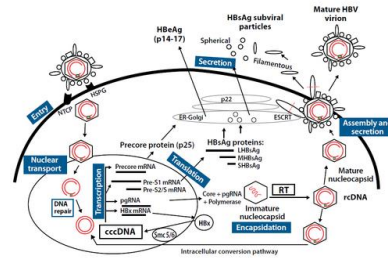 HBeAg
(p14-17)
HBsAg subviral
particles
Spherical
Filamentous
Mature HBV
virion
Secretion
HSPG
NTCP
Entry
p22
ER-Golgi
ESCRT
Assembly and
secretion
Precore protein (p25)
Translation
HBsAg proteins:
LHBsAg
MHBsAg
SHBsAg
Nuclear
transport
Transcription
Precore mRNA
Pre-S1 mRNA
Pre-S2/S mRNA
pgRNA
HBx mRNA
Core + pgRNA
+ Polymerase
HBx
DNA
repair
cccDNA
Smc5/6
Immature
nucleocapsid
Encapsidation
RT
Mature
nucleocapsid
rcDNA
Intracellular conversion pathway